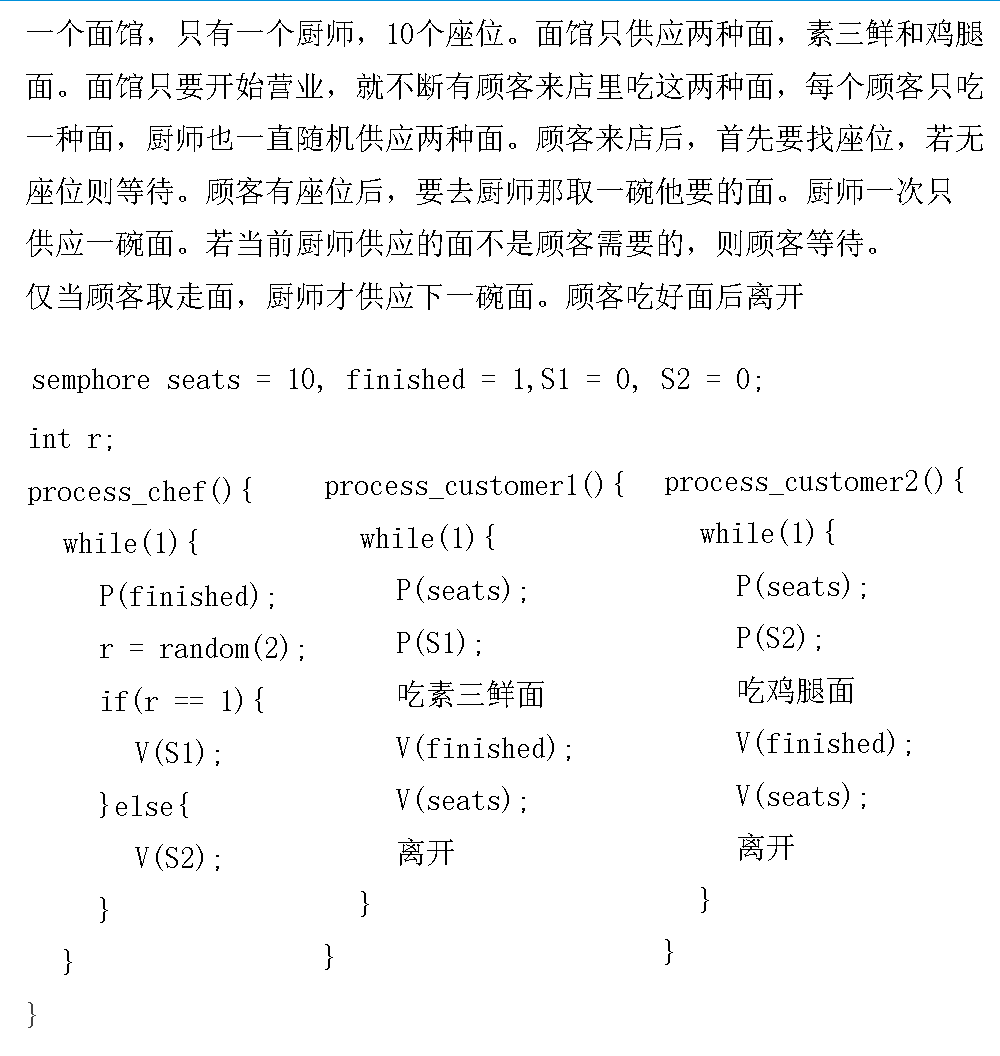 一个面馆，只有一个厨师，10个座位。面馆只供应两种面，素三鲜和鸡腿
面。面馆只要开始营业，就不断有顾客来店里吃这两种面，每个顾客只吃
一种面，厨师也一直随机供应两种面。顾客来店后，首先要找座位，若无
座位则等待。顾客有座位后，要去厨师那取一碗他要的面。厨师一次只
供应一碗面。若当前厨师供应的面不是顾客需要的，则顾客等待。
仅当顾客取走面，厨师才供应下一碗面。顾客吃好面后离开
semphore seats = 10, finished = 1,S1 = 0, S2 = 0;
int r;
process_chef(){
while(1){
P(finished);
r = random(2);
if(r == 1){
V(S1);
}else{
V(S2);
}
}
}
process_customer1(){
while(1){
P(seats);
P(S1);
吃素三鲜面
V(finished);
V(seats);
离开
}
}
process_customer2(){
while(1){
P(seats);
P(S2);
吃鸡腿面
V(finished);
V(seats);
离开
}
}